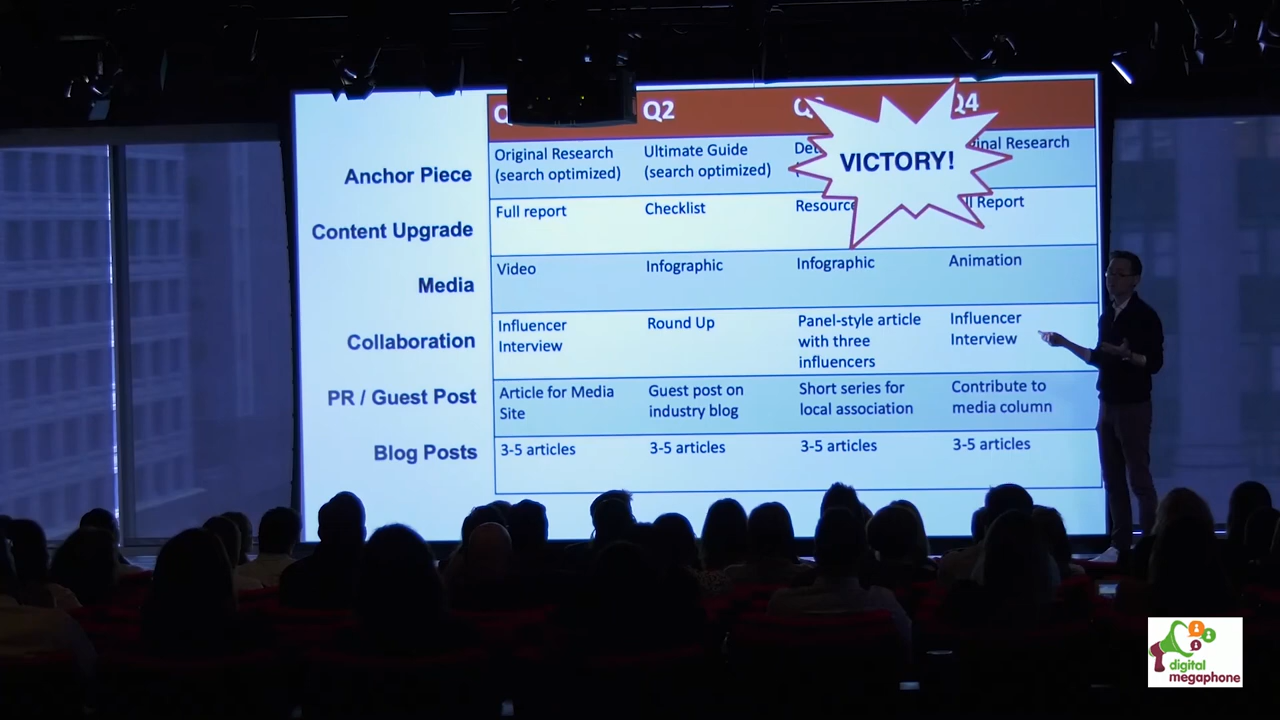 Q2
Q4
VICTORY!
Anchor Piece
Original Research
(search optimized)
Ultimate Guide
(search optimized)
Research
Content Upgrade
Full report
Checklist
Report
Media
Video
Infographic
Infographic
Animation
Collaboration
Influencer
Interview
Round Up
Panel-style article
with three
influencers
Influencer
Interview
PR / Guest Post
Article for Media
Site
Guest post on
industry blog
Short series for
local association
Contribute to
media column
Blog Posts
3-5 articles
3-5 articles
3-5 articles
3-5 articles
digital
megaphone